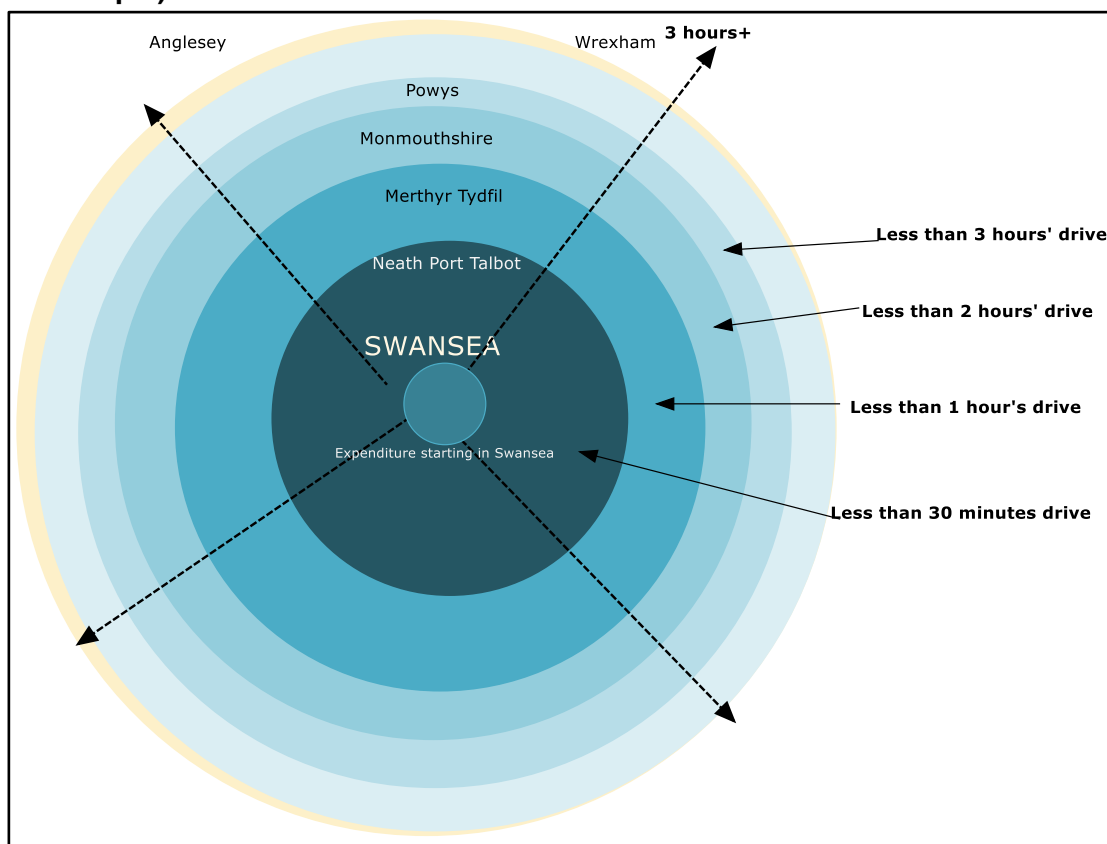 Anglesey
Wrexham
3 hours+
Powys
Monmouthshire
Merthyr Tydfil
Less than 3 hours' drive
Neath Port Talbot
Less than 2 hours' drive
SWANSEA
Less than 1 hour's drive
Expenditure starting in Swansea
Less than 30 minutes drive